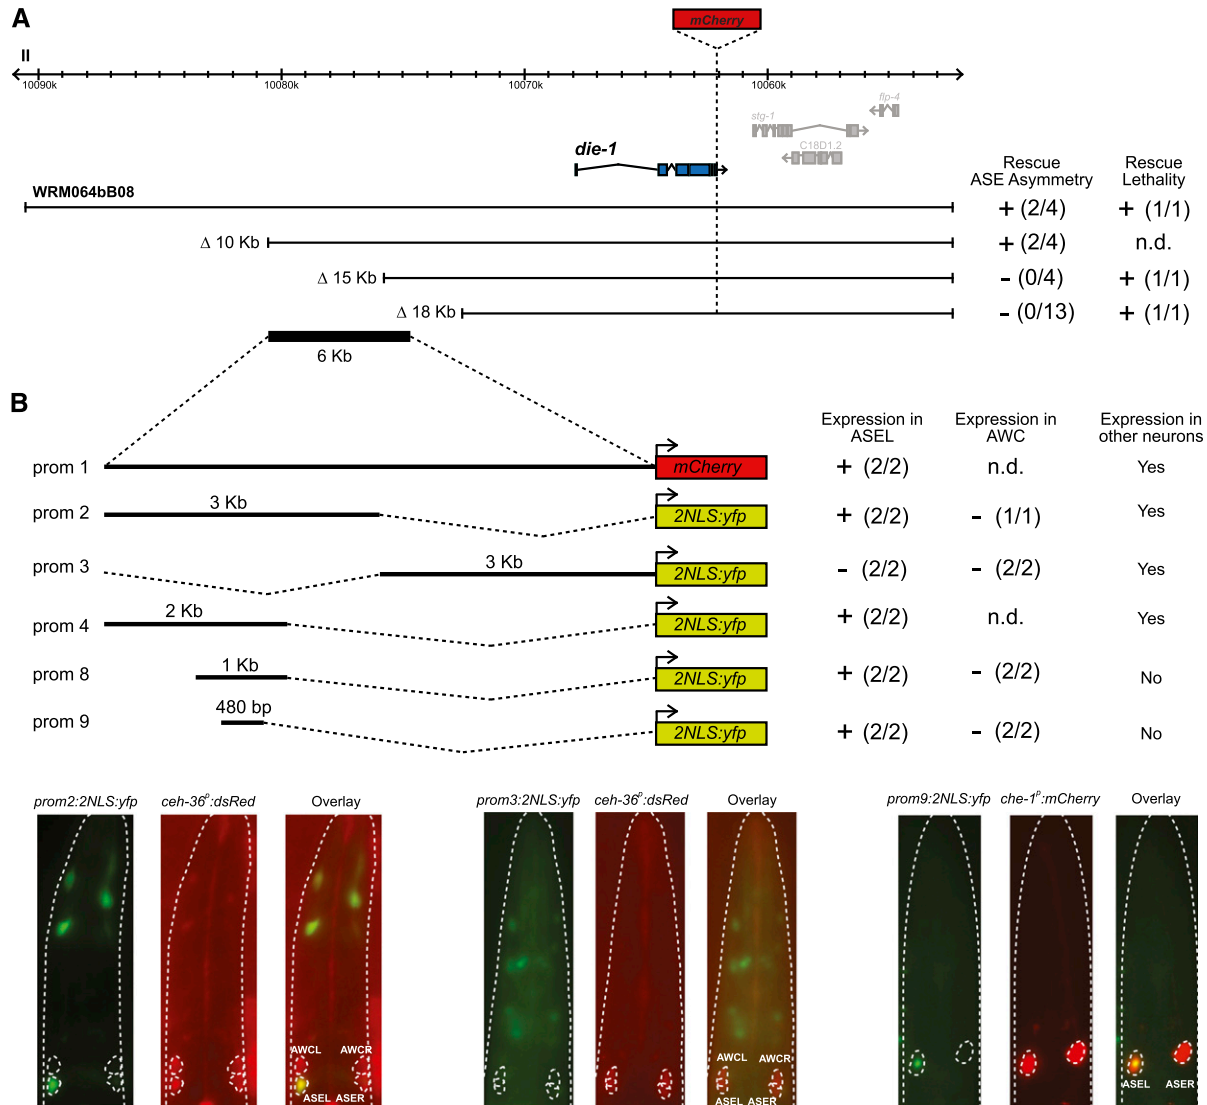 A
mCherry
II
10090k 10080k 10070k 10060k
flp-4
stg-1
C18D1.2
die-1
Rescue
ASE Asymmetry
Rescue
Lethality
WRM064bB08
+ (2/4) + (1/1)
Δ 10 Kb + (2/4) n.d.
Δ 15 Kb - (0/4) + (1/1)
Δ 18 Kb - (0/13) + (1/1)
6 Kb
B
Expression in
ASEL
Expression in
AWC
Expression in
other neurons
prom 1 mCherry + (2/2) n.d. Yes
3 Kb
prom 2 2NLS:yfp + (2/2) - (1/1) Yes
3 Kb
prom 3 2NLS:yfp - (2/2) - (2/2) Yes
2 Kb
prom 4 2NLS:yfp + (2/2) n.d. Yes
1 Kb
prom 8 2NLS:yfp + (2/2) - (2/2) No
480 bp
prom 9 2NLS:yfp + (2/2) - (2/2) No
prom2:2NLS:yfp ceh-36ᵖ:dsRed Overlay
AWCL AWCR
ASEL ASER
prom3:2NLS:yfp ceh-36ᵖ:dsRed Overlay
AWCL AWCR
ASEL ASER
prom9:2NLS:yfp che-1ᵖ:mCherry Overlay
ASEL ASER